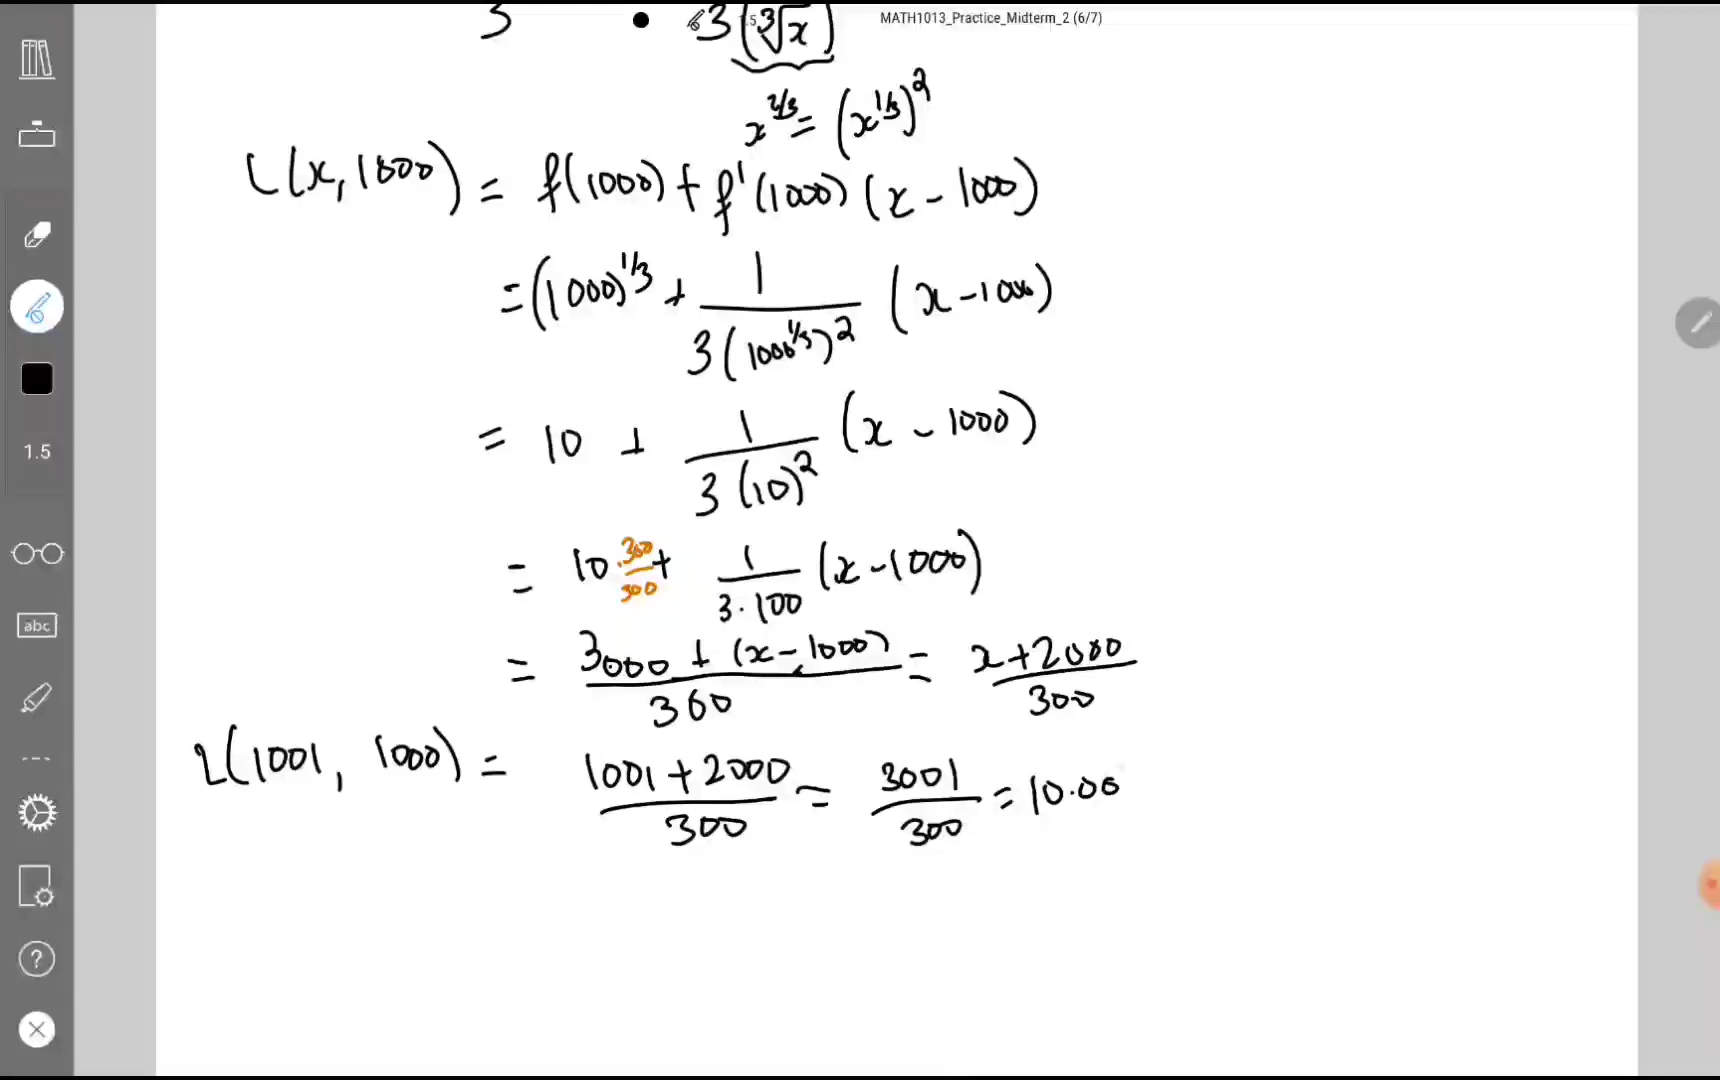 MATH1013_Practice_Midterm_2 (6/7)
3 3(∛x)
x^{2/3} = (x^{1/3})^2
L(x, 1000) = f(1000) + f'(1000) (x - 1000)
= (1000)^{1/3} + 1/(3(1000^{1/3})^2) (x - 1000)
= 10 + 1/(3(10)^2) (x - 1000)
= 10 · 300/300 + 1/(3·100) (x - 1000)
= (3000 + (x - 1000))/300 = (x + 2000)/300
L(1001, 1000) = (1001 + 2000)/300 = 3001/300 = 10.00
1.5
abc
?